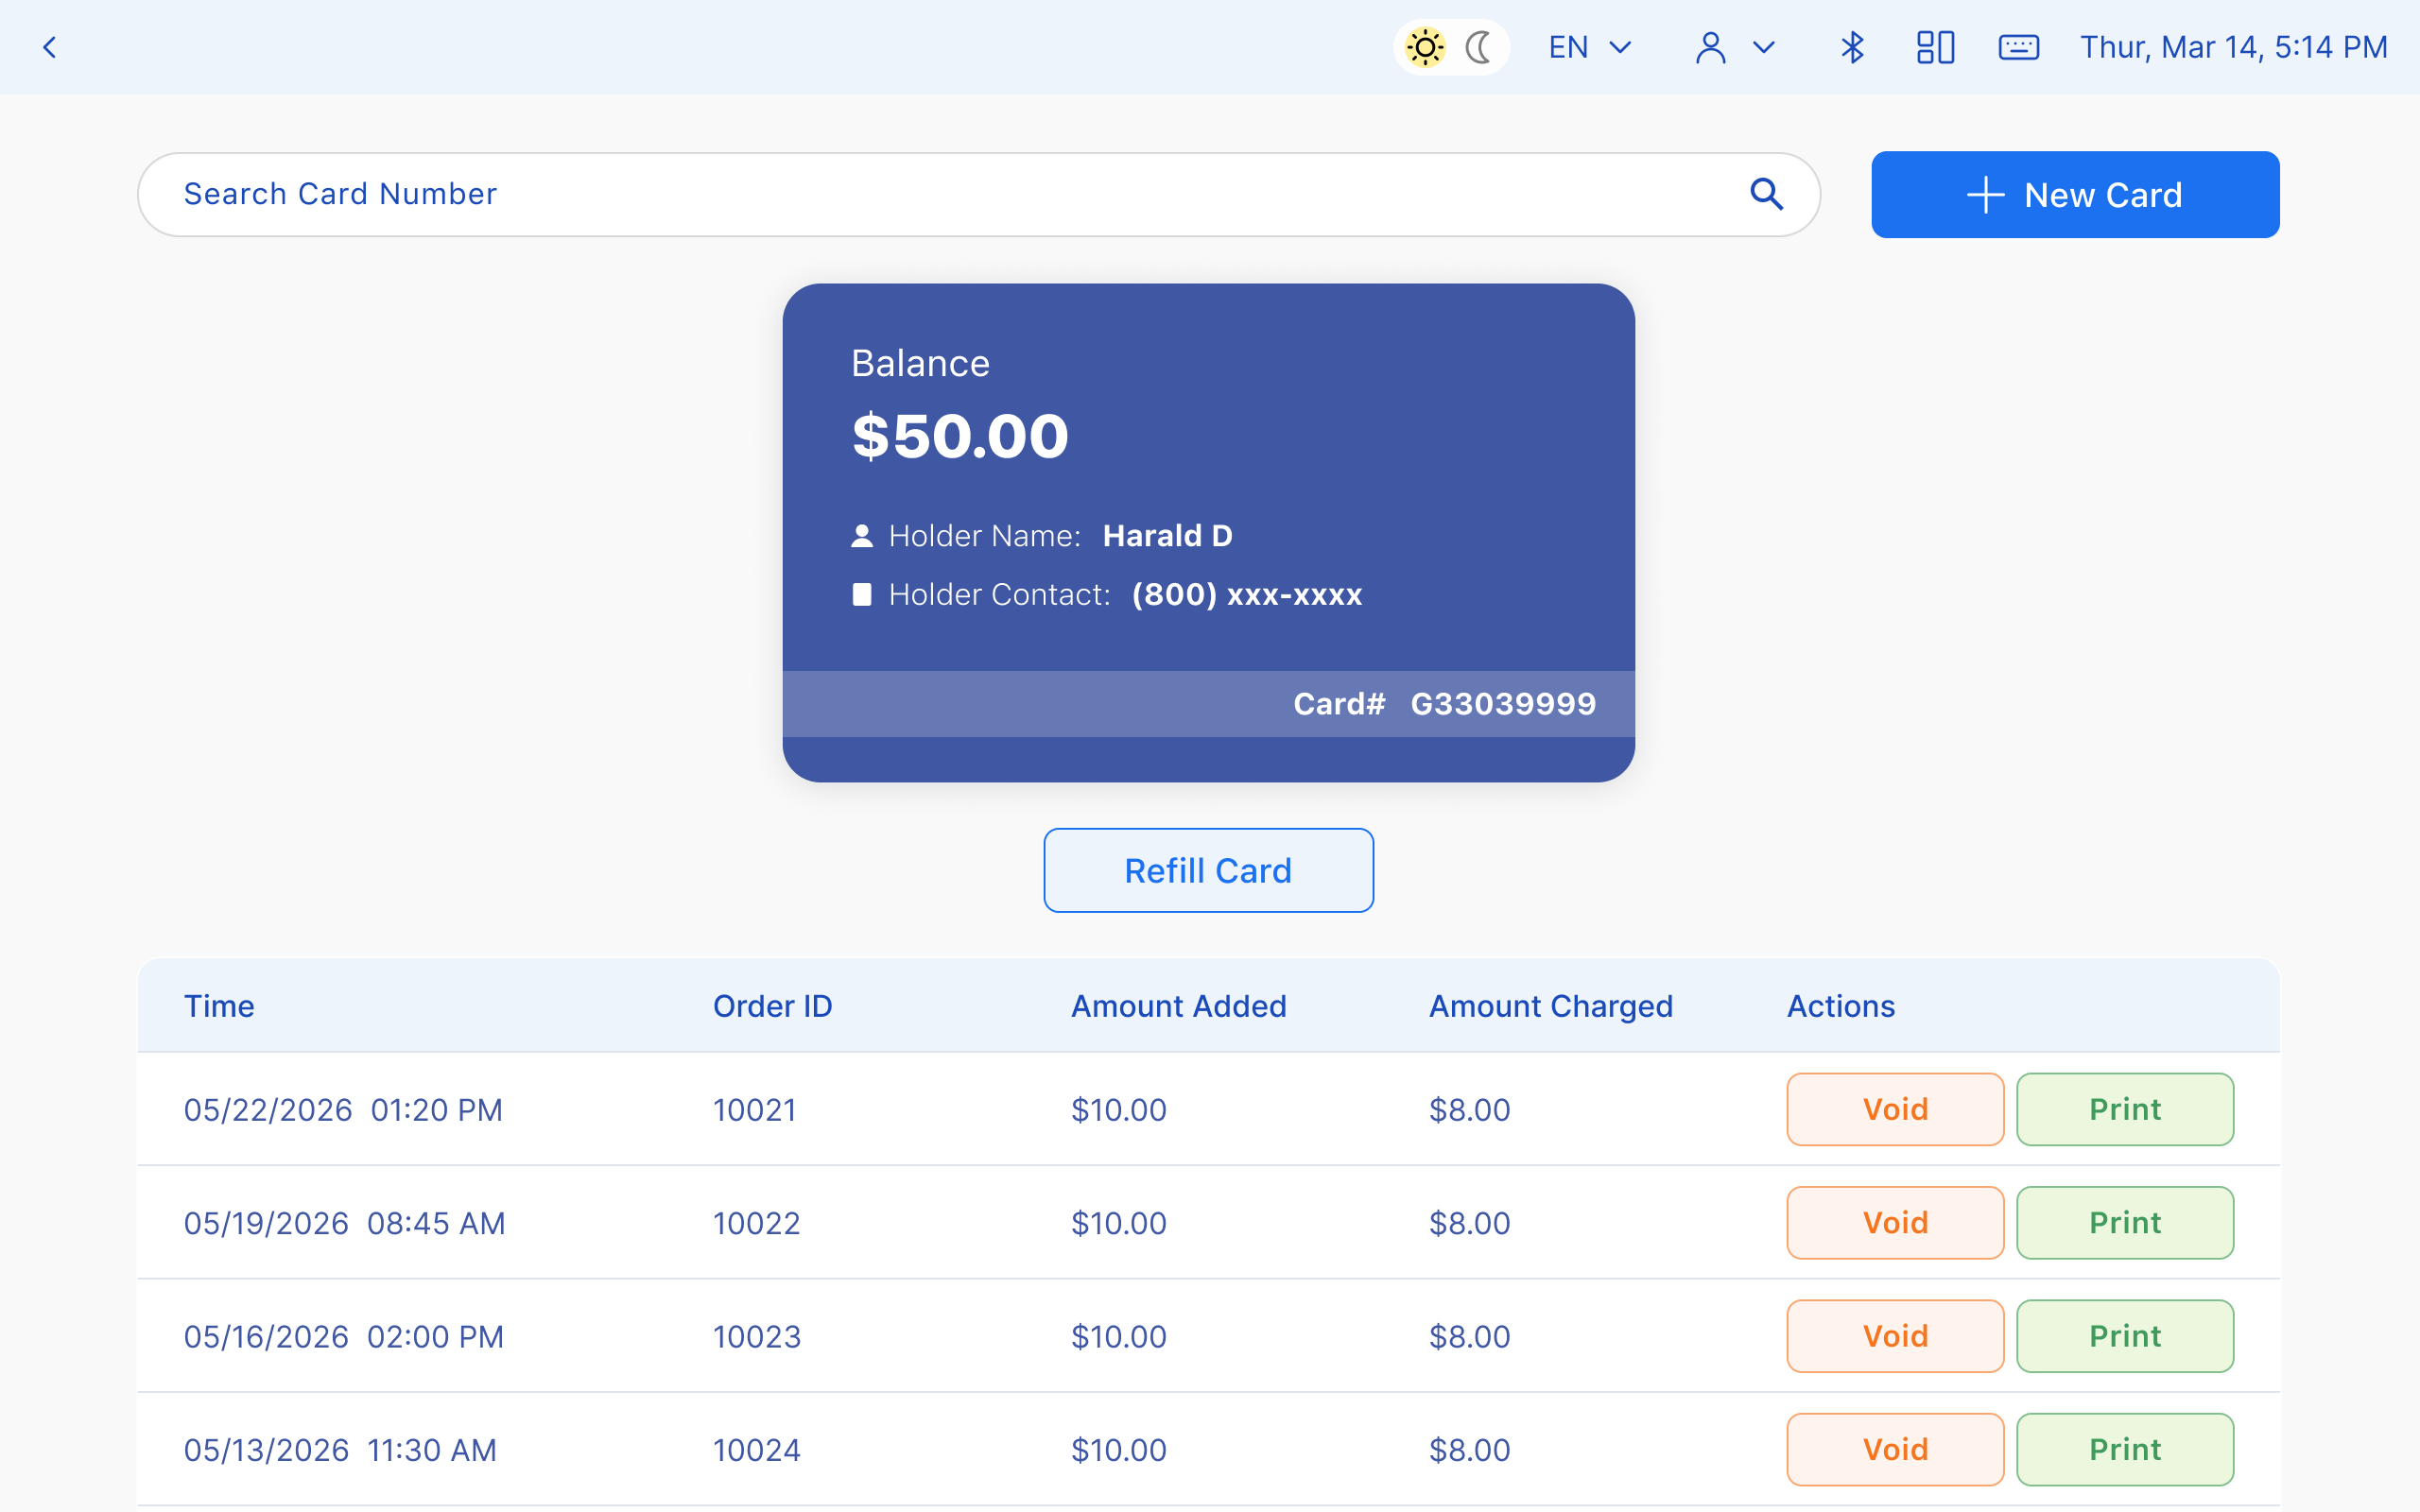 EN Thur, Mar 14, 5:14 PM
Search Card Number
New Card
Balance
$50.00
Holder Name: Harald D
Holder Contact: (800) xxx-xxxx
Card# G33039999
Refill Card
Time Order ID Amount Added Amount Charged Actions
05/22/2026 01:20 PM 10021 $10.00 $8.00 Void Print
05/19/2026 08:45 AM 10022 $10.00 $8.00 Void Print
05/16/2026 02:00 PM 10023 $10.00 $8.00 Void Print
05/13/2026 11:30 AM 10024 $10.00 $8.00 Void Print